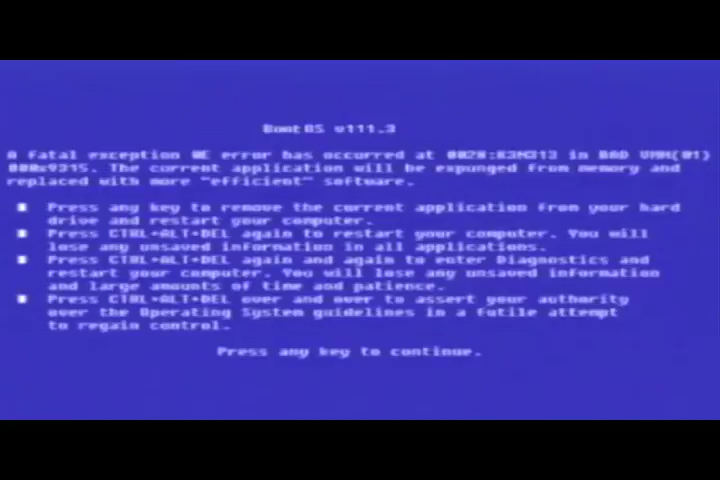 BootOS v111.3
A fatal exception 0E error has occurred at 0028:83M313 in BAD VMM(01)
000c9315. The current application will be expunged from memory and
replaced with more "efficient" software.
Press any key to remove the current application from your hard
drive and restart your computer.
Press CTRL+ALT+DEL again to restart your computer. You will
lose any unsaved information in all applications.
Press CTRL+ALT+DEL again and again to enter Diagnostics and
restart your computer. You will lose any unsaved information
and large amounts of time and patience.
Press CTRL+ALT+DEL over and over to assert your authority
over the Operating System guidelines in a futile attempt
to regain control.
Press any key to continue.